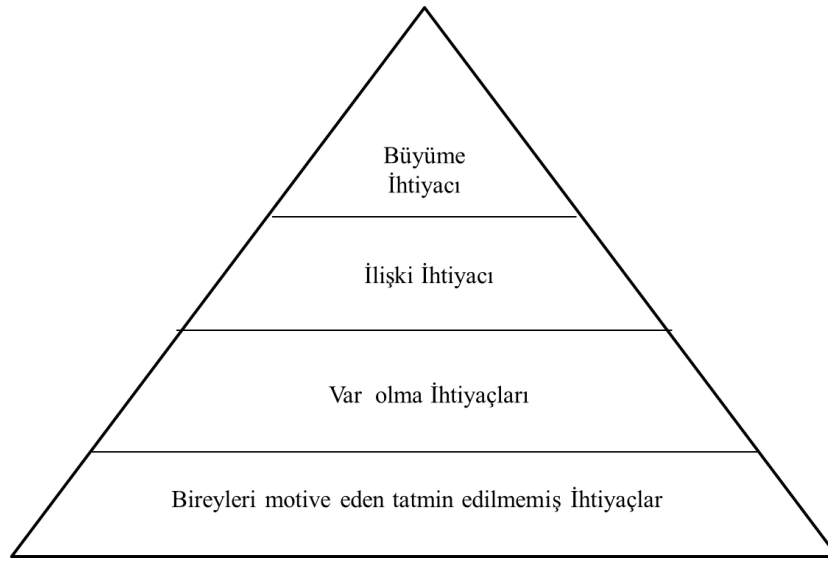 Büyüme
İhtiyacı
İlişki İhtiyacı
Var olma İhtiyaçları
Bireyleri motive eden tatmin edilmemiş İhtiyaçlar